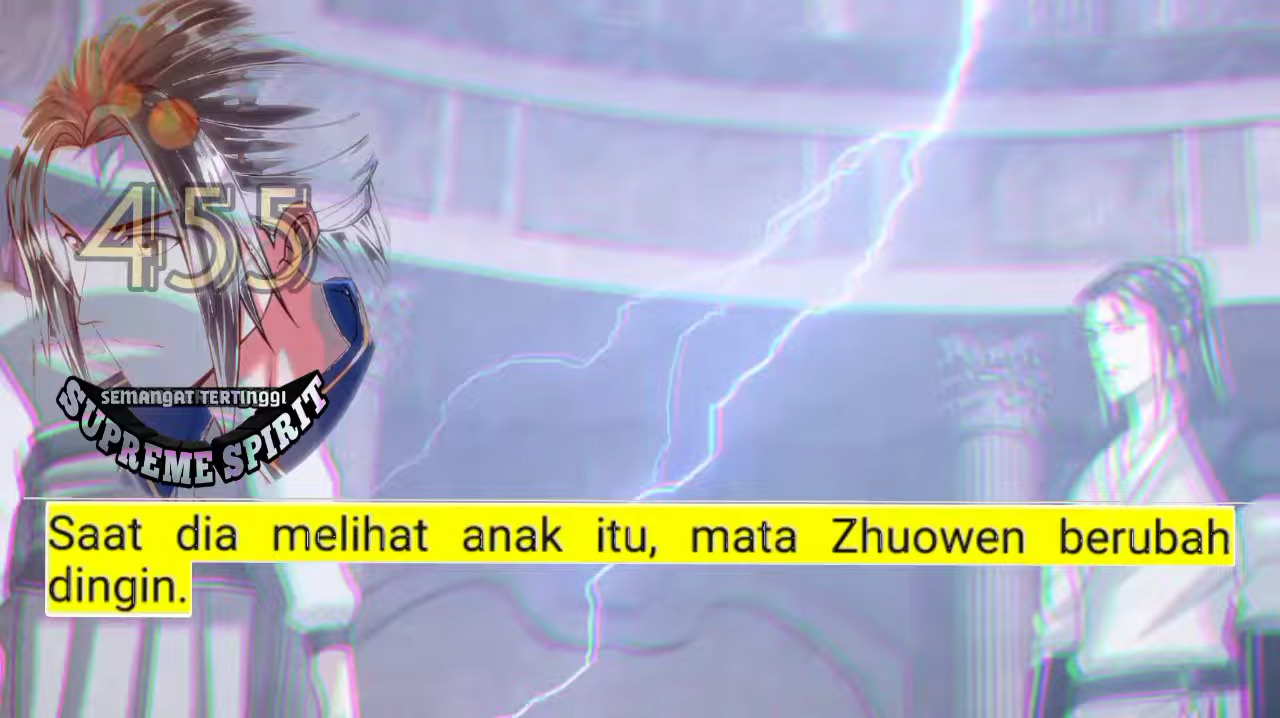 455
SEMANGAT TERTINGGI
SUPREME SPIRIT
Saat dia melihat anak itu, mata Zhuowen berubah
dingin.